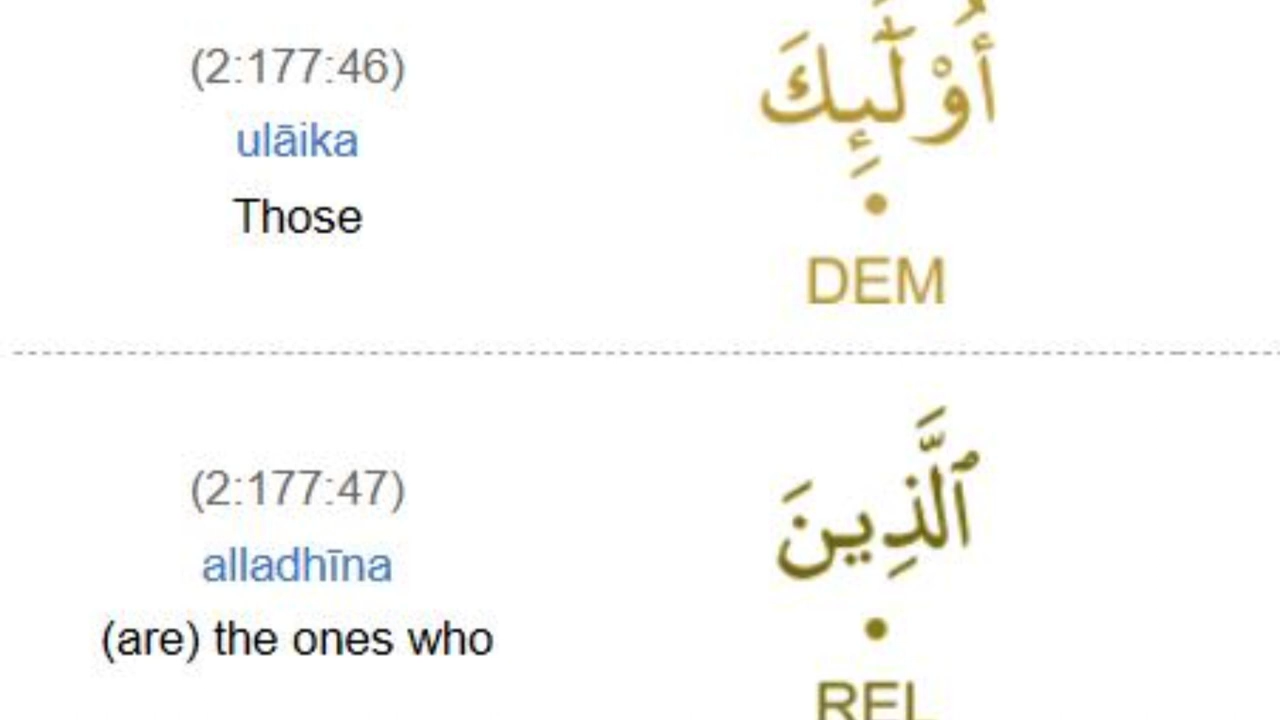 (2:177:46)
ulāika
Those
أُو۟لَـٰٓئِكَ
DEM
(2:177:47)
alladhīna
(are) the ones who
ٱلَّذِينَ
REL